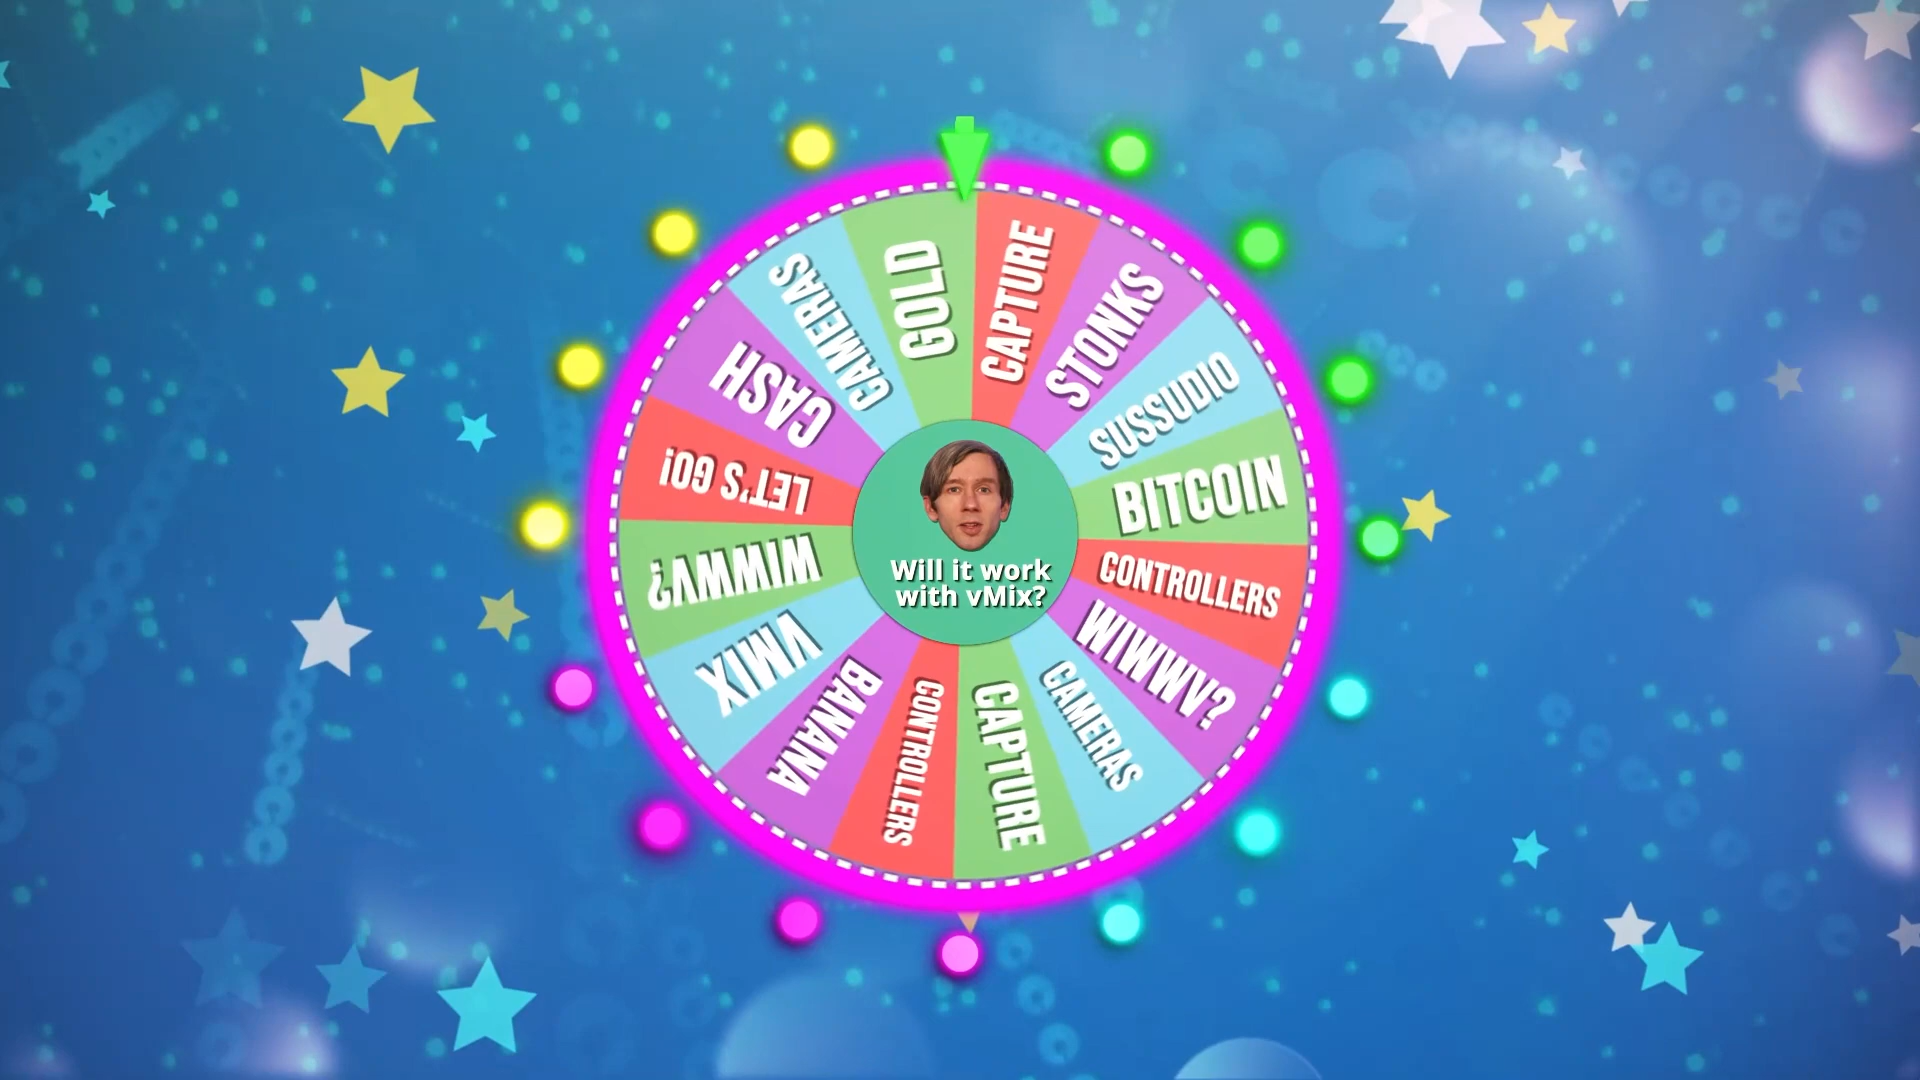 GOLD
CAPTURE
STONKS
SUSSUDIO
BITCOIN
CONTROLLERS
WIWWV?
CAMERAS
CAPTURE
CONTROLLERS
BANANA
VMIX
WIWWV?
LET'S GO!
CASH
CAMERAS
Will it work
with vMix?